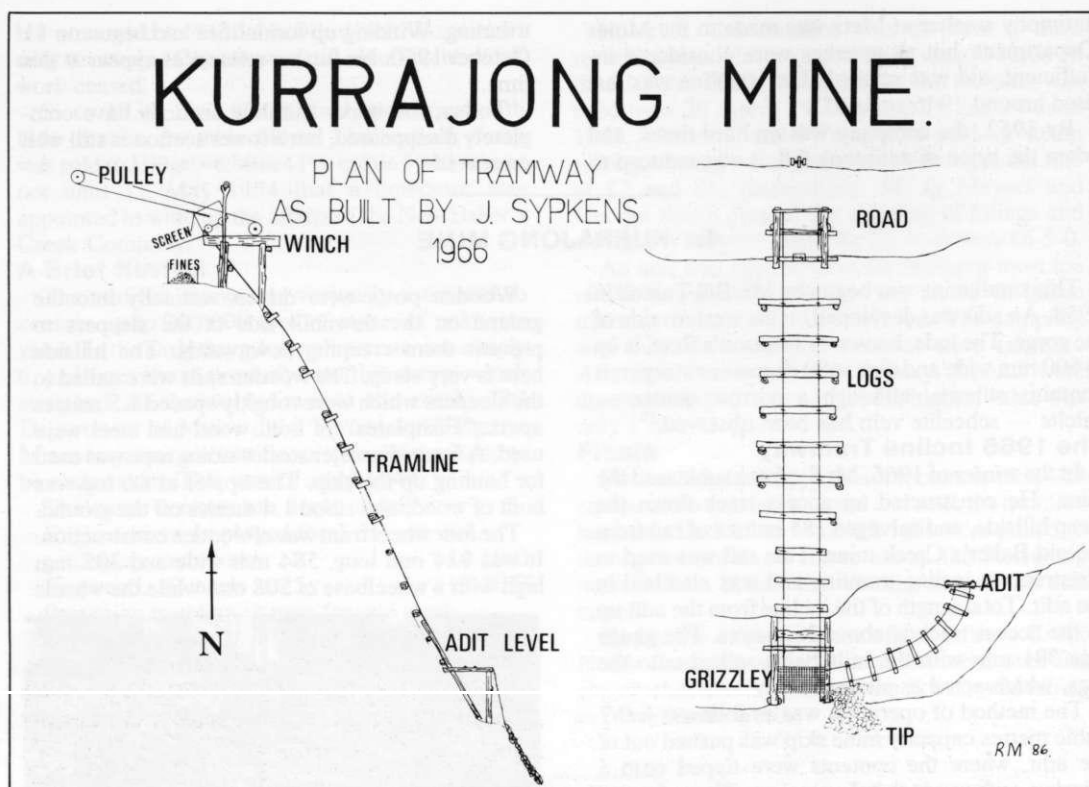 KURRAJONG MINE.
PLAN OF TRAMWAY
AS BUILT BY J. SYPKENS
1966
PULLEY
SCREEN
WINCH
FINES
TRAMLINE
N
ADIT LEVEL
ROAD
LOGS
ADIT
GRIZZLEY
TIP
RM '86.